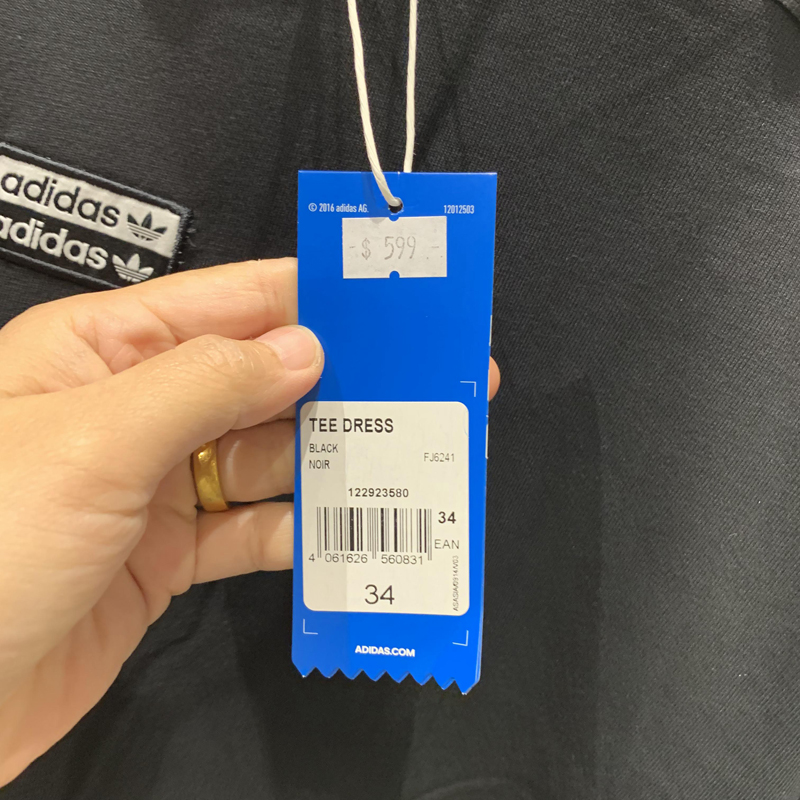 adidas
adidas
© 2016 adidas AG. 12012503
- $ 599 -
TEE DRESS
BLACK
NOIR FJ6241
122923580
34
EAN
4 061626 560831
34
ADIDAS.COM